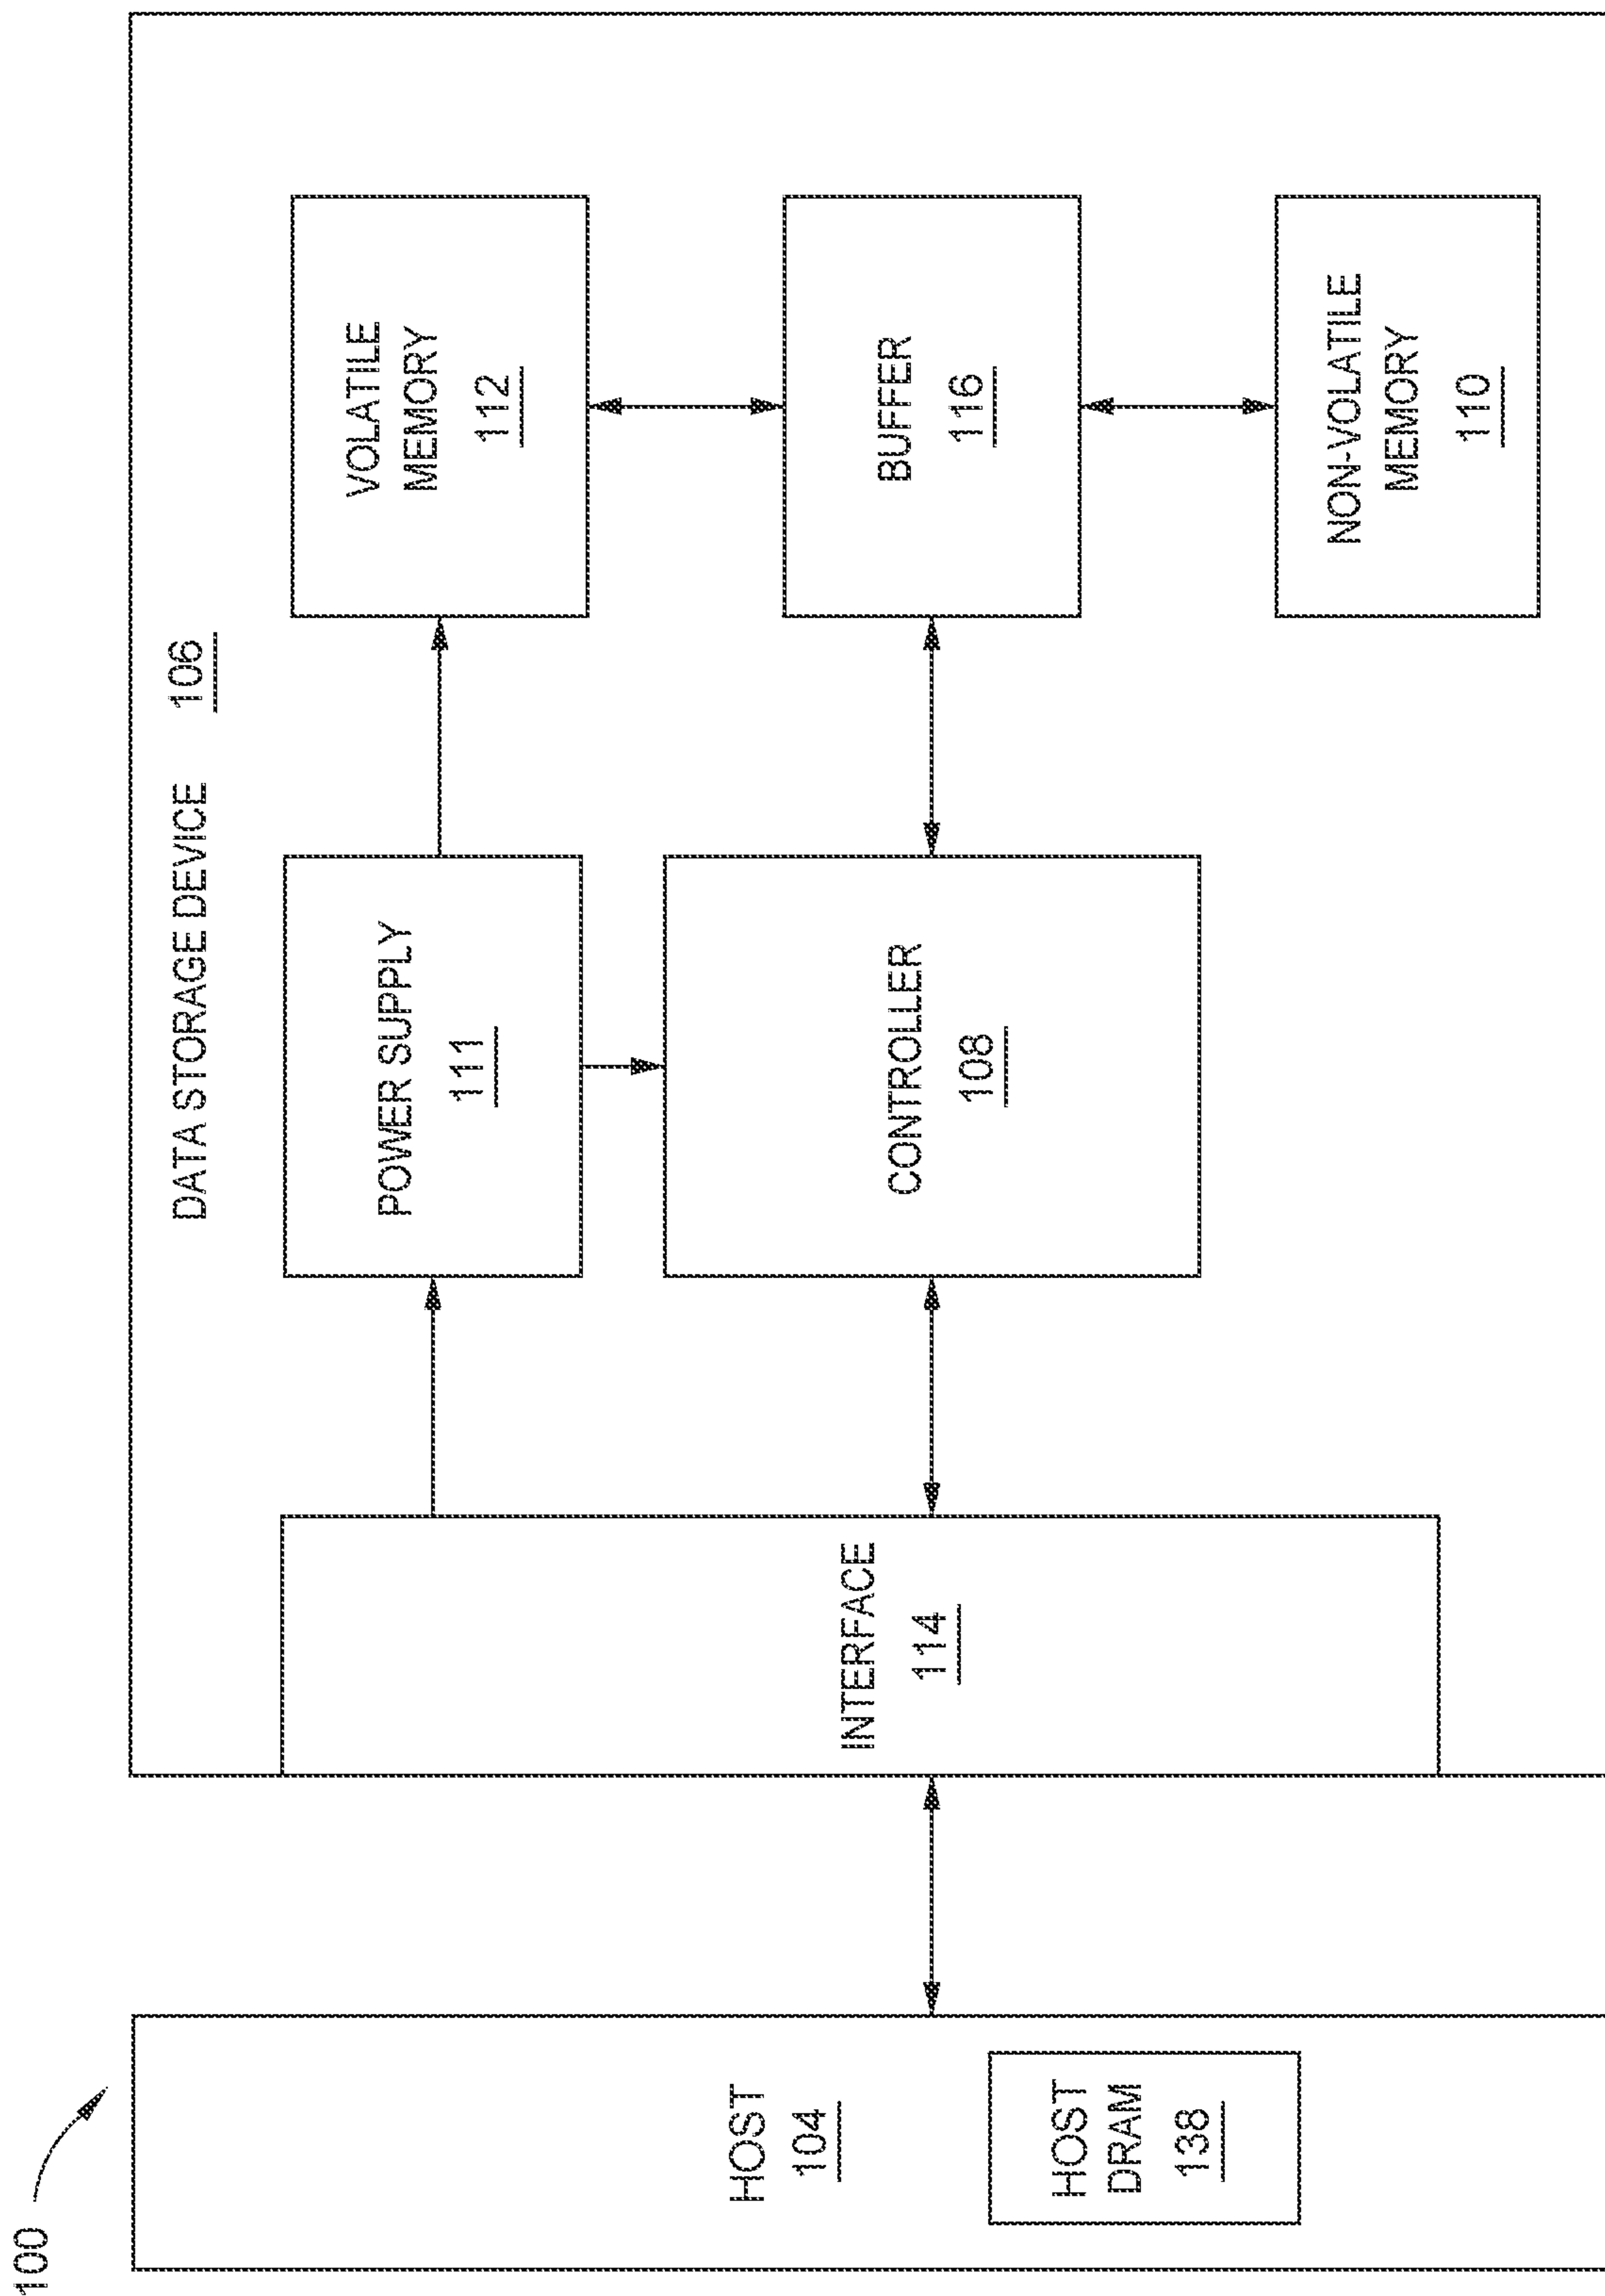 100
HOST
104
HOST
DRAM
138
DATA STORAGE DEVICE 106
INTERFACE
114
POWER SUPPLY
111
CONTROLLER
108
VOLATILE
MEMORY
112
BUFFER
116
NON-VOLATILE
MEMORY
110